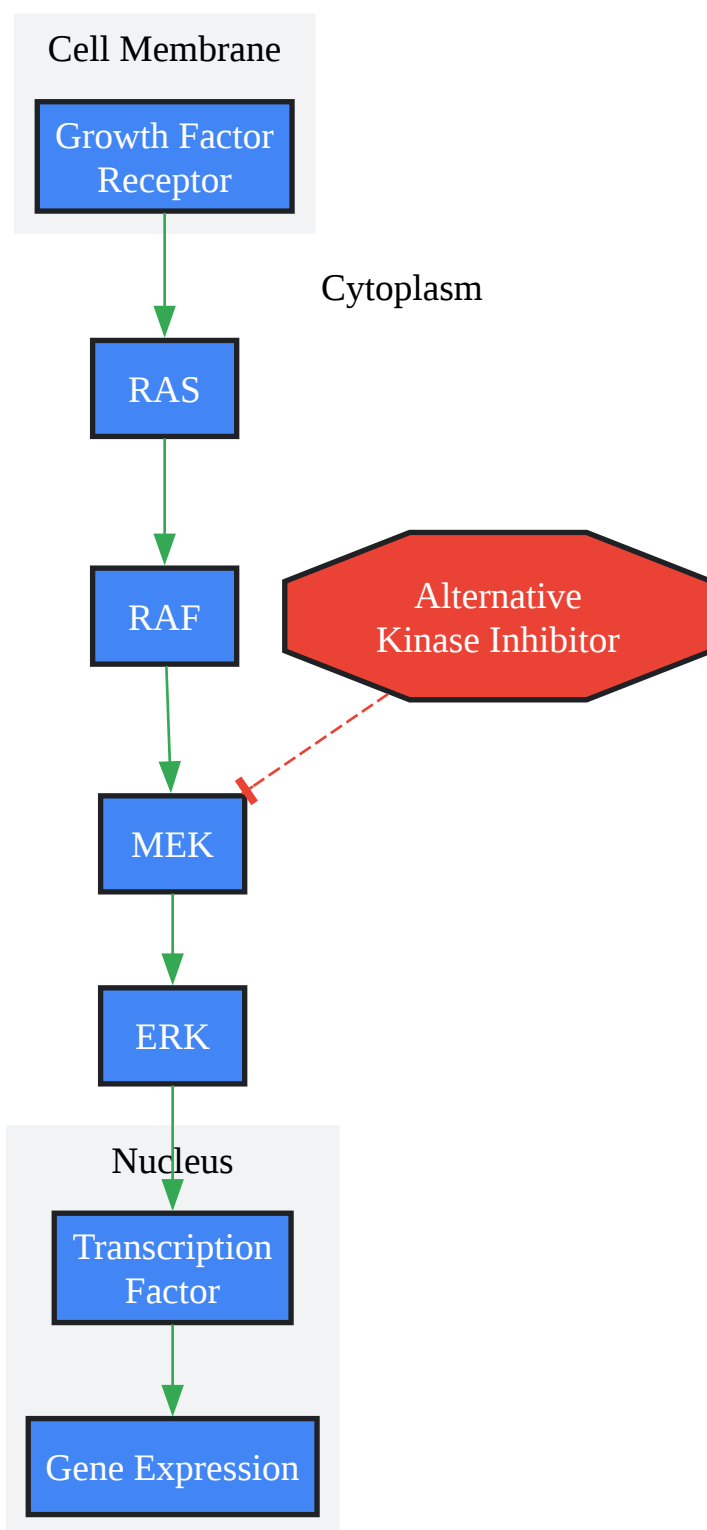 Cell Membrane
Growth Factor
Receptor
Cytoplasm
RAS
RAF
Alternative
Kinase Inhibitor
MEK
ERK
Nucleus
Transcription
Factor
Gene Expression